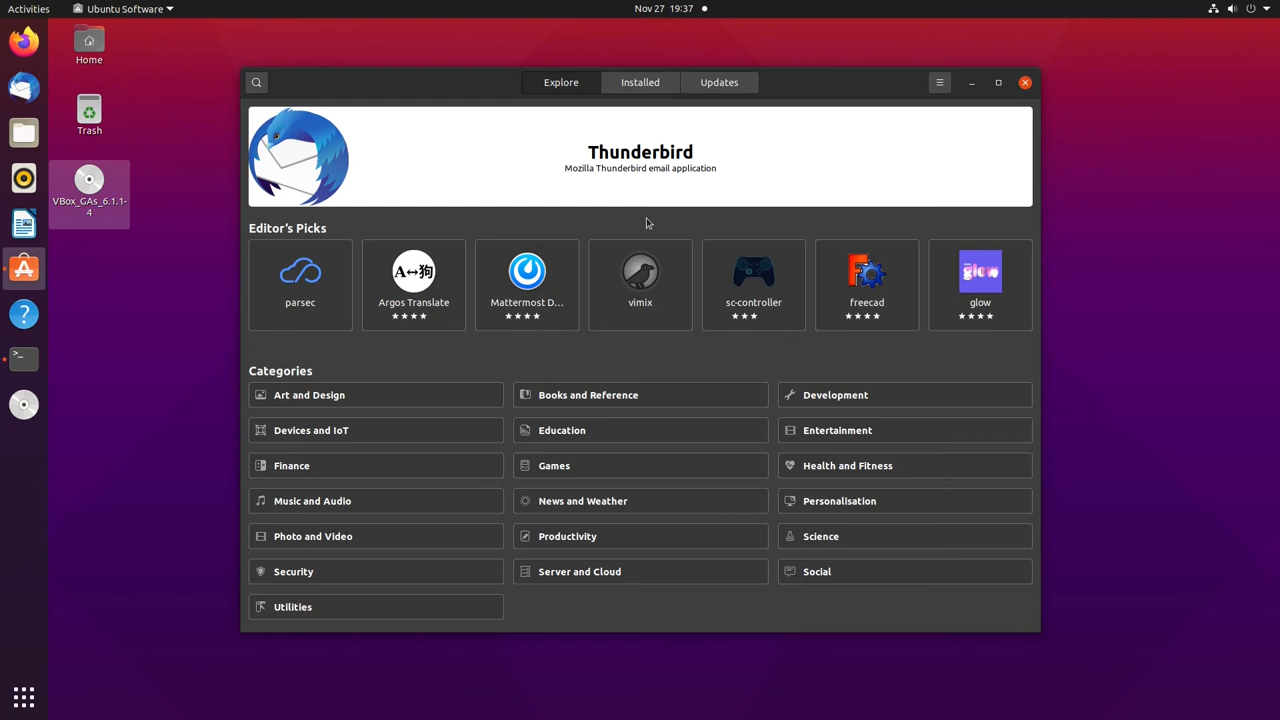 Activities
Ubuntu Software
Nov 27 19:37
Home
Trash
VBox_GAs_6.1.1-
4
Explore
Installed
Updates
Thunderbird
Mozilla Thunderbird email application
Editor's Picks
parsec
A↔狗
Argos Translate
Mattermost D...
vimix
sc-controller
freecad
glow
glow
Categories
Art and Design
Books and Reference
Development
Devices and IoT
Education
Entertainment
Finance
Games
Health and Fitness
Music and Audio
News and Weather
Personalisation
Photo and Video
Productivity
Science
Security
Server and Cloud
Social
Utilities